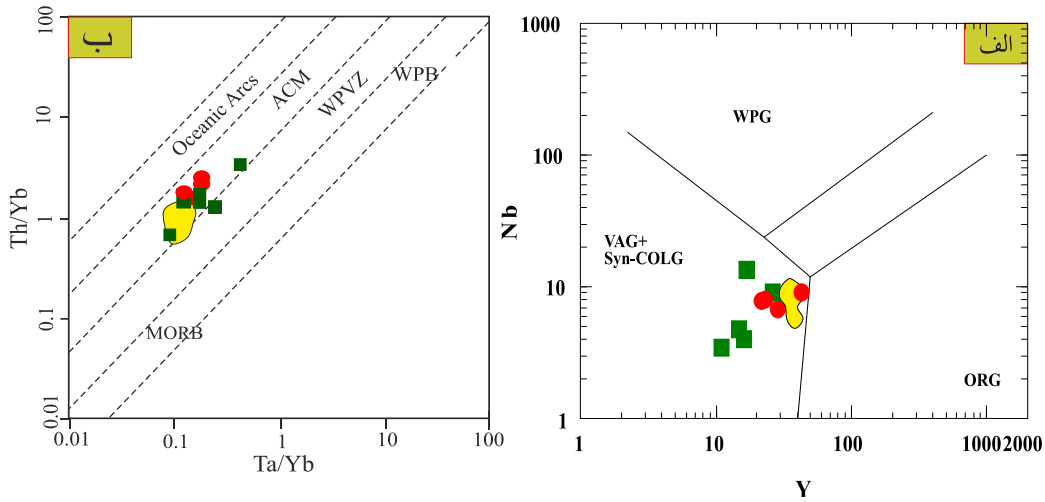 ب
100
10
1
0.1
0.01
Th/Yb
Oceanic Arcs
ACM
WPVZ
WPB
MORB
0.01
0.1
1
10
100
Ta/Yb
الف
1000
100
10
1
Nb
WPG
VAG+
Syn-COLG
ORG
1
10
100
1000 2000
Y